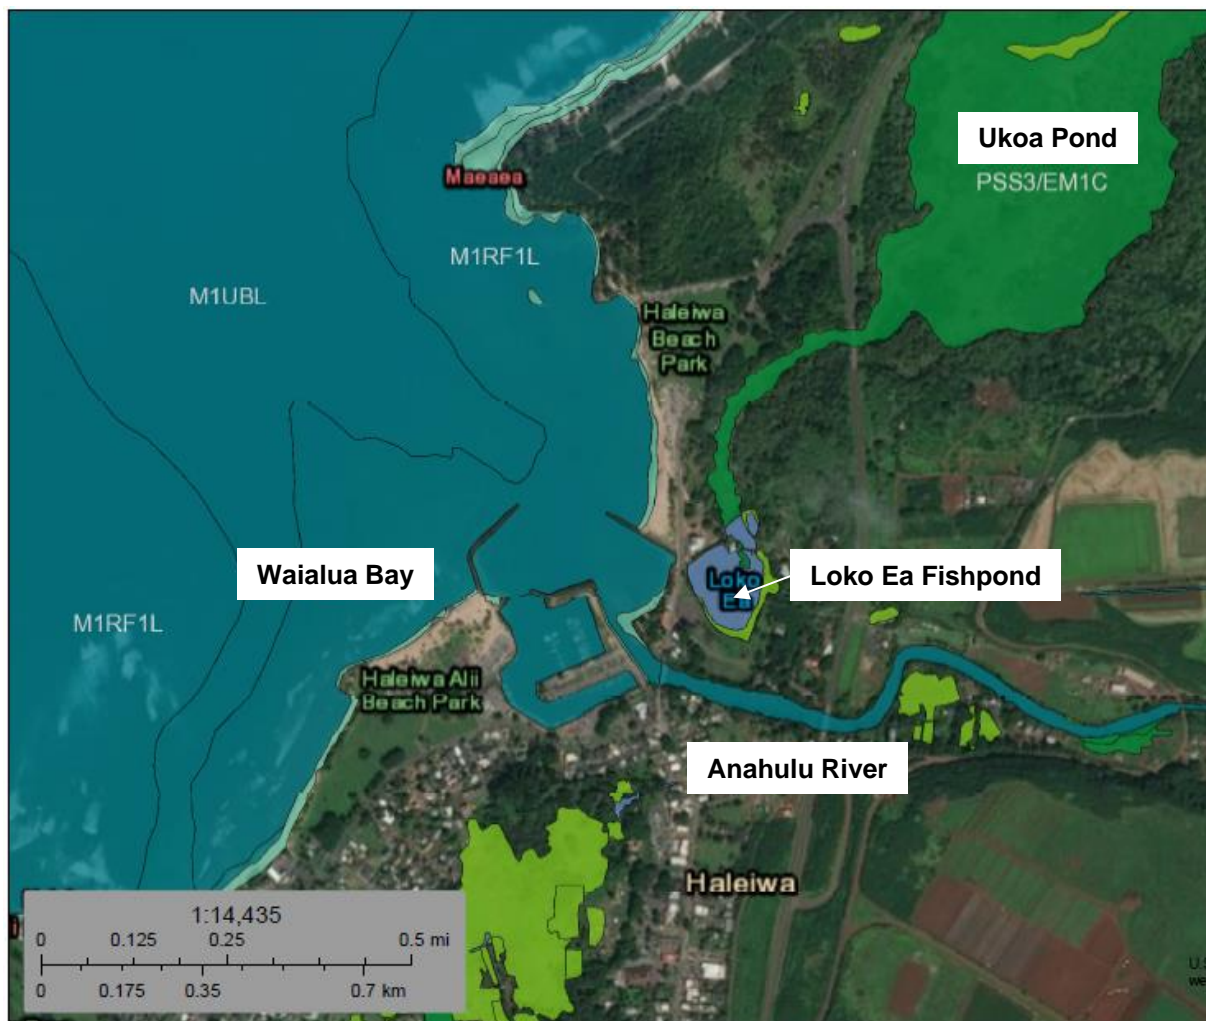 Ukoa Pond
PSS3/EM1C
Maeaea
M1RF1L
M1UBL
Haleiwa
Beach
Park
Waialua Bay
Loko
Ea
Loko Ea Fishpond
M1RF1L
Haleiwa Alii
Beach Park
Anahulu River
Haleiwa
1:14,435
0 0.125 0.25 0.5 mi
0 0.175 0.35 0.7 km
U.S
we